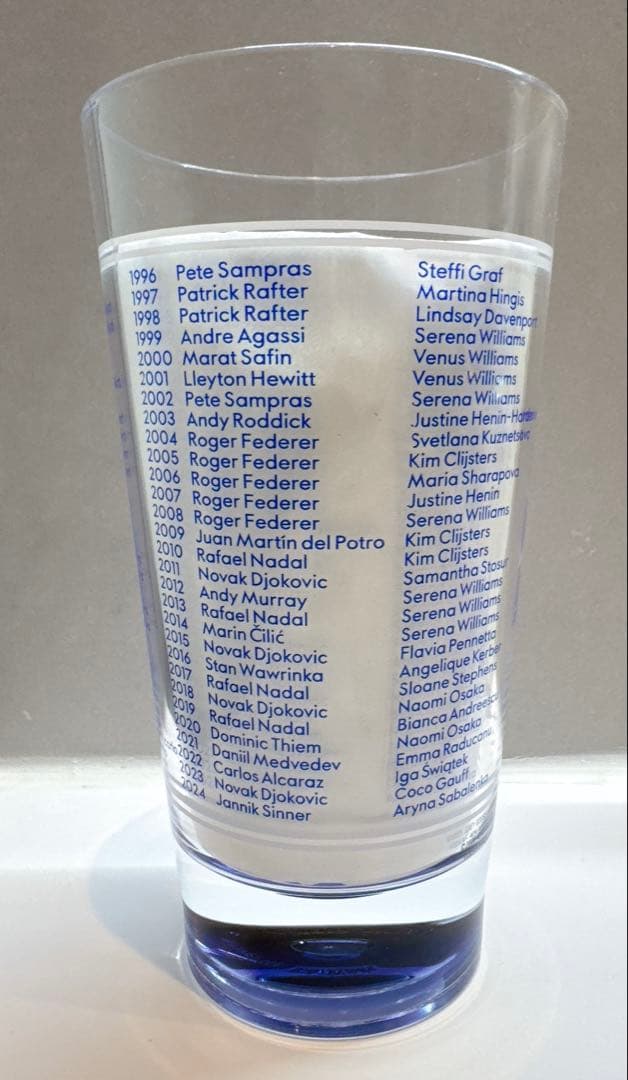 1996 Pete Sampras Steffi Graf
1997 Patrick Rafter Martina Hingis
1998 Patrick Rafter Lindsay Davenport
1999 Andre Agassi Serena Williams
2000 Marat Safin Venus Williams
2001 Lleyton Hewitt Venus Williams
2002 Pete Sampras Serena Williams
2003 Andy Roddick Justine Henin-Hardenne
2004 Roger Federer Svetlana Kuznetsova
2005 Roger Federer Kim Clijsters
2006 Roger Federer Maria Sharapova
2007 Roger Federer Justine Henin
2008 Roger Federer Serena Williams
2009 Juan Martín del Potro Kim Clijsters
2010 Rafael Nadal Kim Clijsters
2011 Novak Djokovic Samantha Stosur
2012 Andy Murray Serena Williams
2013 Rafael Nadal Serena Williams
2014 Marin Čilić Serena Williams
2015 Novak Djokovic Flavia Pennetta
2016 Stan Wawrinka Angelique Kerber
2017 Rafael Nadal Sloane Stephens
2018 Novak Djokovic Naomi Osaka
2019 Rafael Nadal Bianca Andreescu
2020 Dominic Thiem Naomi Osaka
2021 Daniil Medvedev Emma Raducanu
2022 Carlos Alcaraz Iga Świątek
2023 Novak Djokovic Coco Gauff
2024 Jannik Sinner Aryna Sabalenka